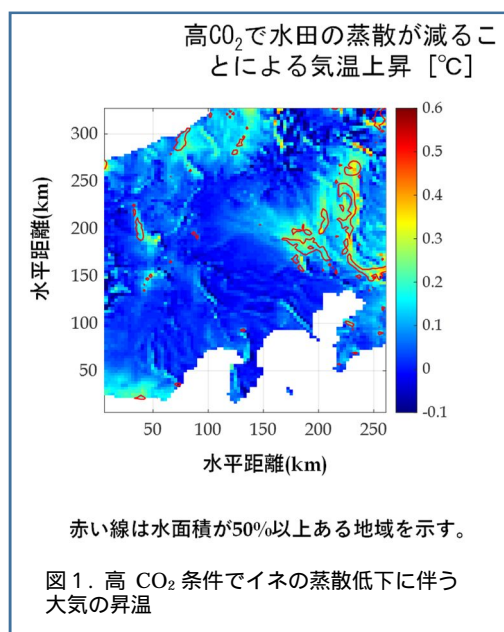 高CO₂で水田の蒸散が減るこ
とによる気温上昇［℃］
水平距離(km)
300
250
200
150
100
50
50
100
150
200
250
水平距離(km)
0.6
0.5
0.4
0.3
0.2
0.1
0
-0.1
赤い線は水面積が50%以上ある地域を示す。
図１. 高 CO₂ 条件でイネの蒸散低下に伴う
大気の昇温